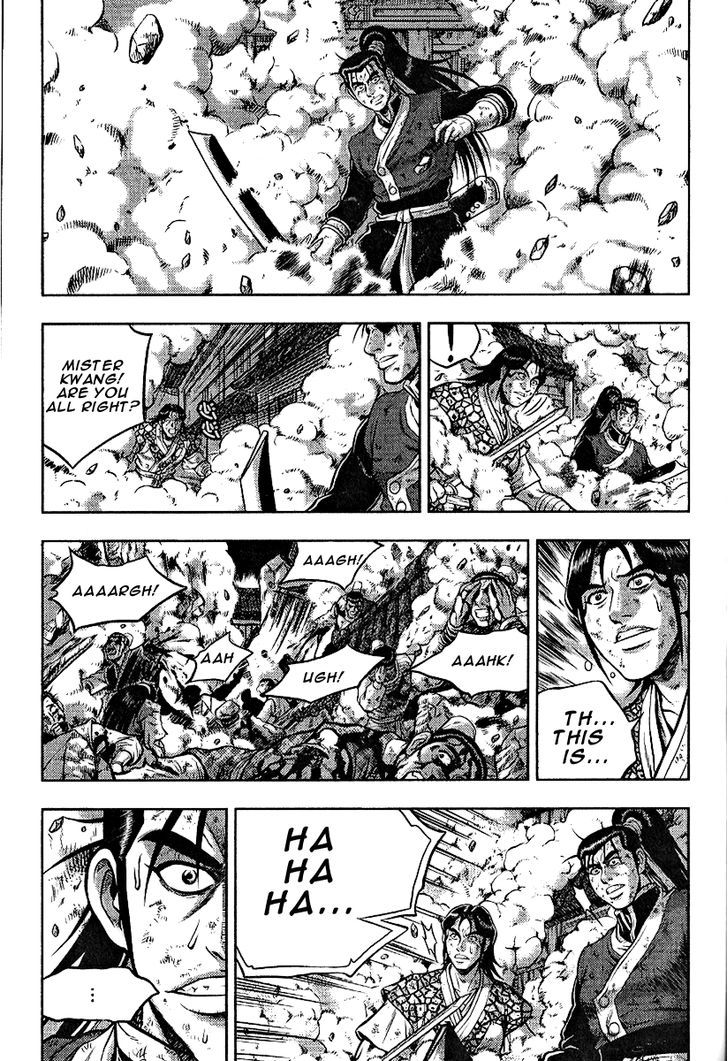 MISTER
KWANG!
ARE YOU
ALL RIGHT?
!
AAAARGH!
AAAGH!
AAH
UGH!
AAAHK!
TH...
THIS
IS...
...
HA
HA
HA...